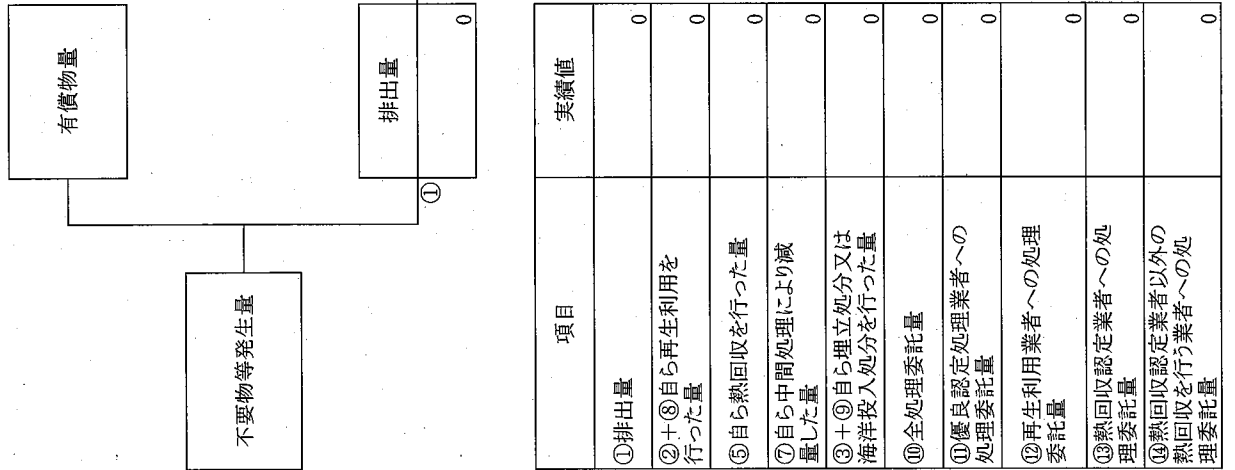 有償物量
不要物等発生量
排出量
①
0
項目
実績値
①排出量
0
②+⑧自ら再生利用を
行った量
0
⑤自ら熱回収を行った量
0
⑦自ら中間処理により減
量した量
0
③+⑨自ら埋立処分又は
海洋投入処分を行った量
0
⑩全処理委託量
0
⑪優良認定処理業者への
処理委託量
0
⑫再生利用業者への処理
委託量
0
⑬熱回収認定業者への処
理委託量
0
⑭熱回収認定業者以外の
熱回収を行う業者への処
理委託量
0